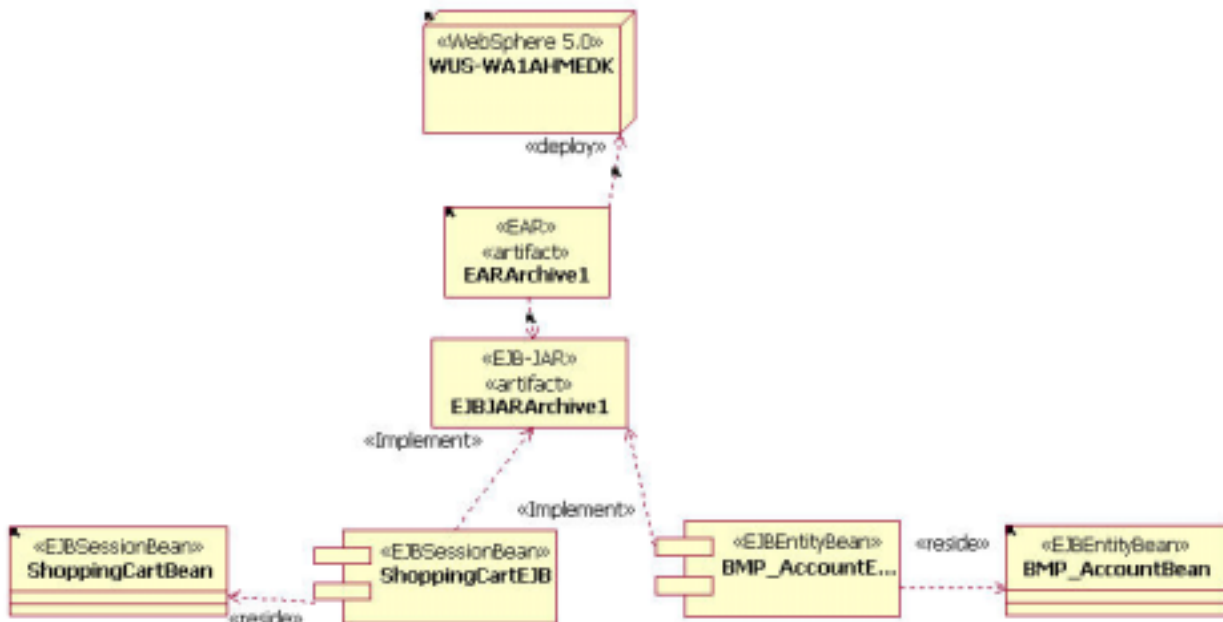 «WebSphere 5.0»
WUS-WA1AHMEDK
«deploy»
«EAR»
«artifact»
EARArchive1
«EJB-JAR»
«artifact»
EJBJARArchive1
«Implement»
«Implement»
«EJBSessionBean»
ShoppingCartBean
«reside»
«EJBSessionBean»
ShoppingCartEJB
«EJBEntityBean»
BMP_AccountE...
«reside»
«EJBEntityBean»
BMP_AccountBean